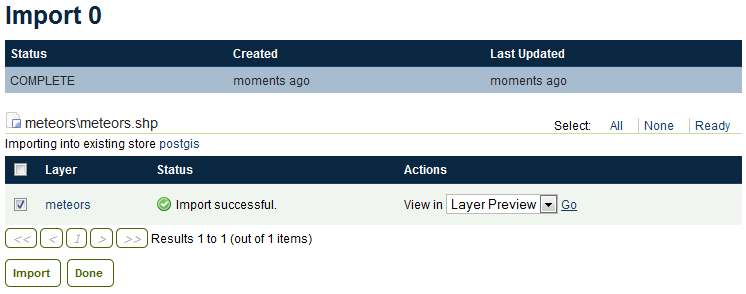 Import 0
Status Created Last Updated
COMPLETE moments ago moments ago
meteors\meteors.shp Select: All None Ready
Importing into existing store postgis
Layer Status Actions
meteors Import successful. View in Layer Preview Go
<< < 1 > >> Results 1 to 1 (out of 1 items)
Import Done